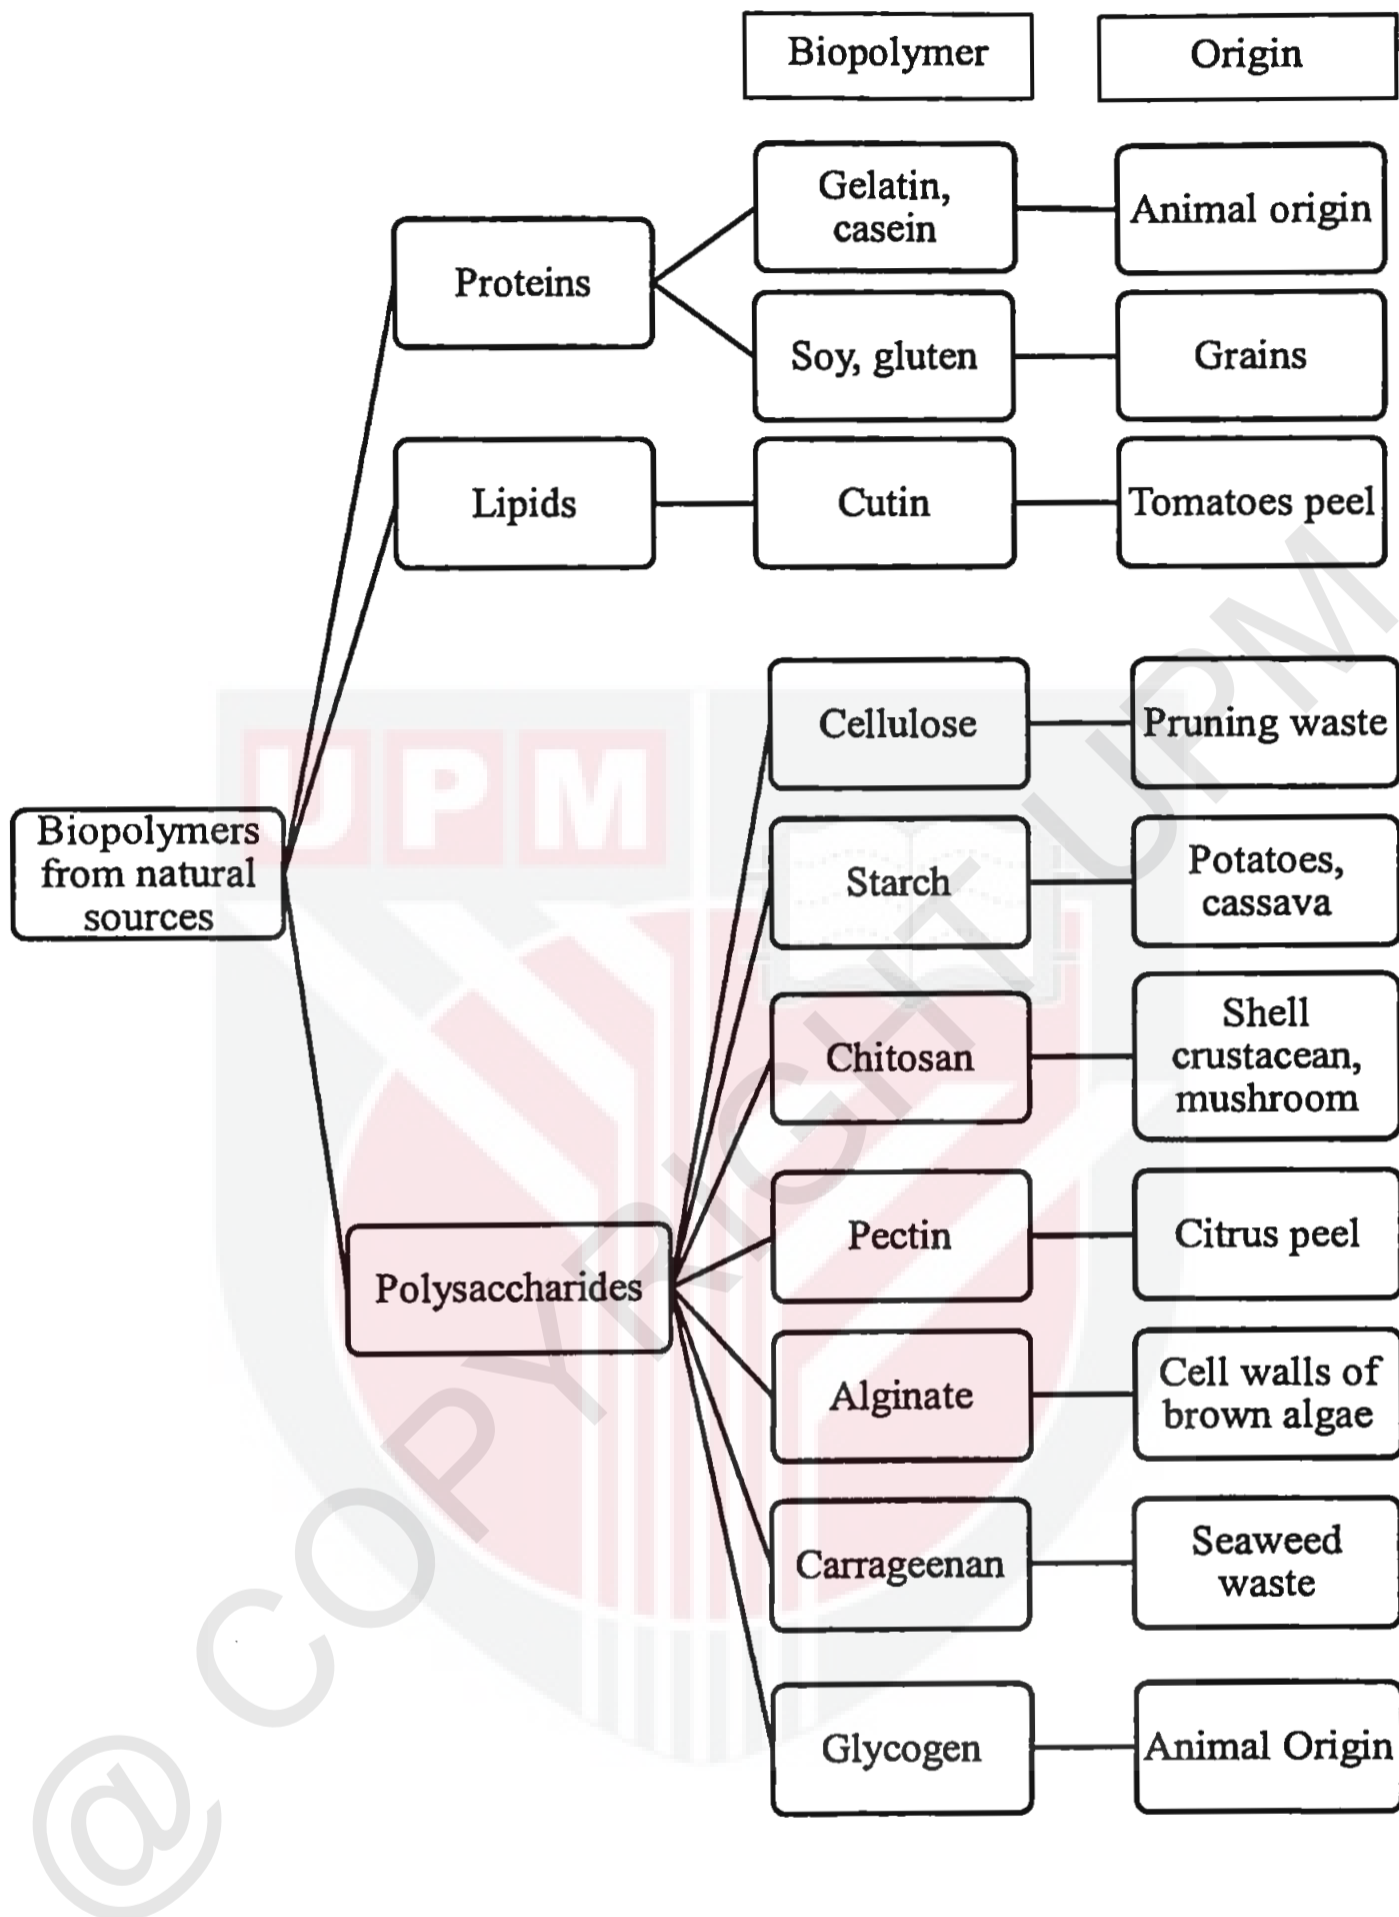 Biopolymer
Origin
Gelatin,
casein
Animal origin
Proteins
Soy, gluten
Grains
Lipids
Cutin
Tomatoes peel
Cellulose
Pruning waste
UPM
Biopolymers
from natural
sources
Starch
Potatoes,
cassava
Chitosan
Shell
crustacean,
mushroom
Pectin
Citrus peel
Polysaccharides
Alginate
Cell walls of
brown algae
Carrageenan
Seaweed
waste
Glycogen
Animal Origin
@ COPYRIGHT UPM